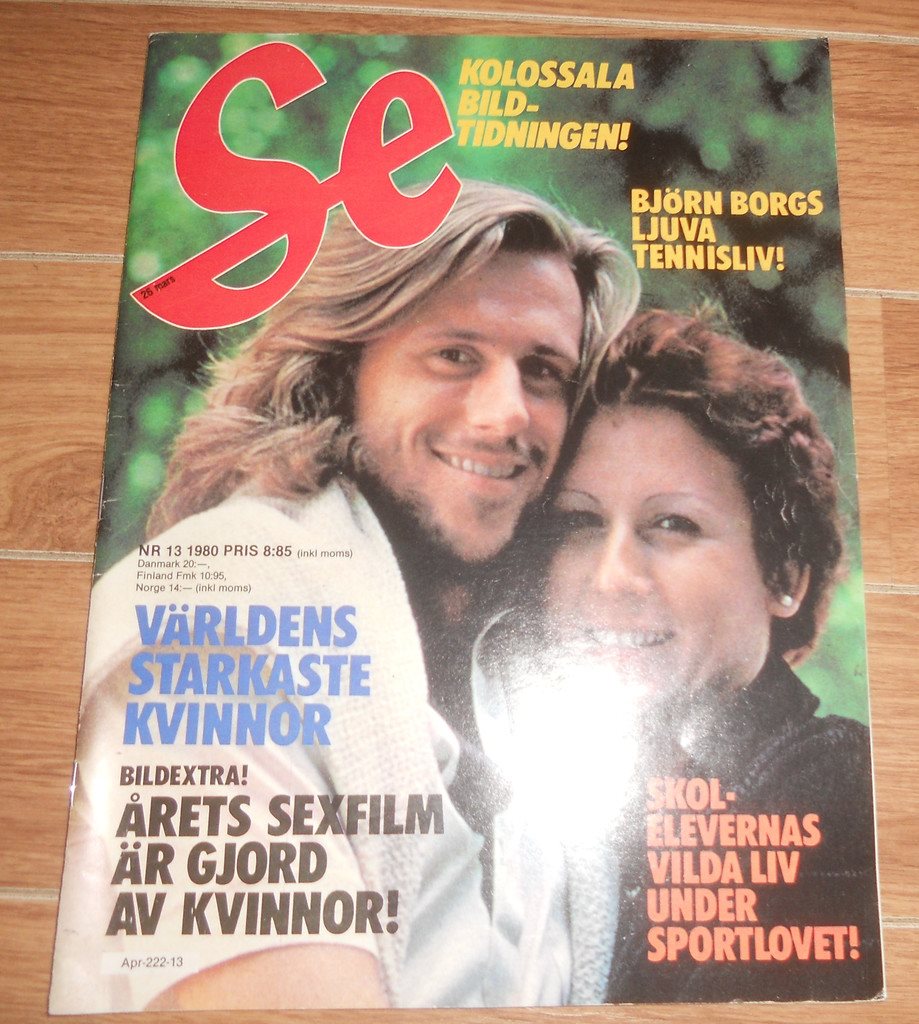 Se
26 mars
KOLOSSALA
BILD-
TIDNINGEN!
BJÖRN BORGS
LJUVA
TENNISLIV!
NR 13 1980 PRIS 8:85 (inkl moms)
Danmark 20:—,
Finland Fmk 10:95,
Norge 14:— (inkl moms)
VÄRLDENS
STARKASTE
KVINNOR
BILDEXTRA!
ÅRETS SEXFILM
ÄR GJORD
AV KVINNOR!
Apr-222-13
SKOL-
ELEVERNAS
VILDA LIV
UNDER
SPORTLOVET!